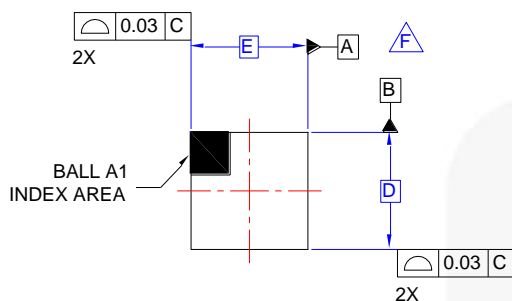 0.03 C
2X
E
A
F
B
BALL A1
INDEX AREA
D
0.03 C
2X